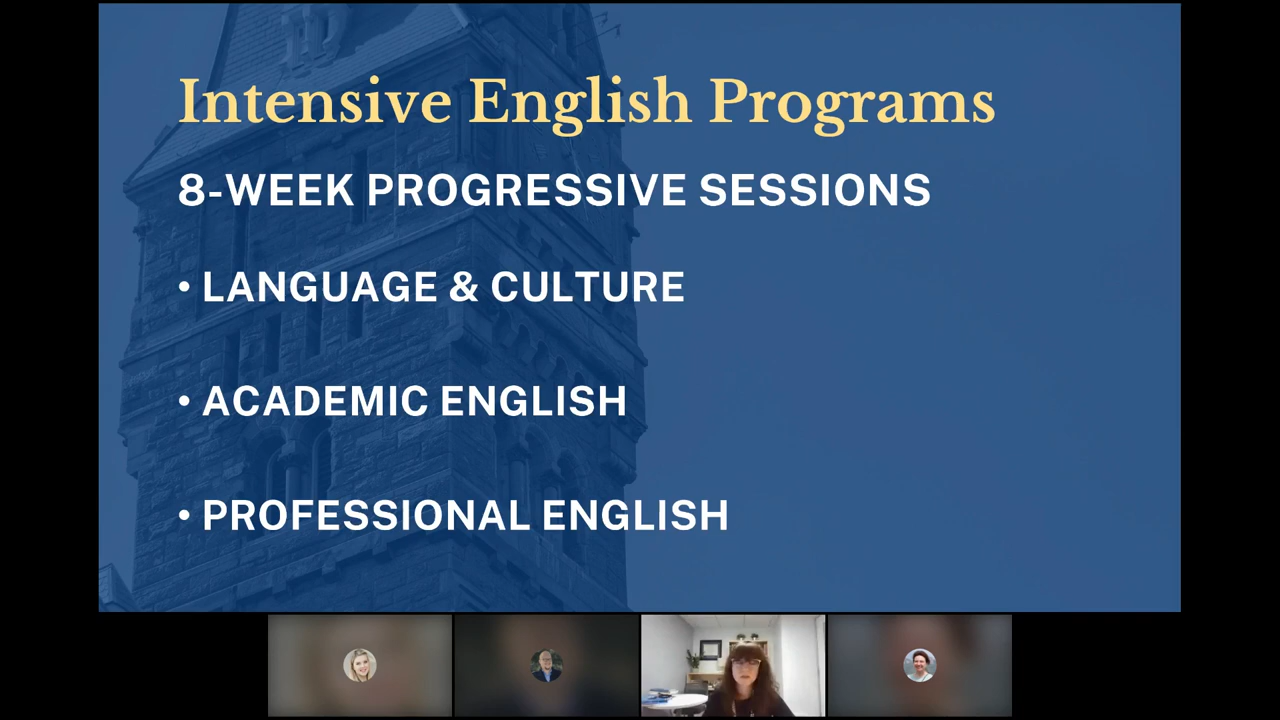 Intensive English Programs
8-WEEK PROGRESSIVE SESSIONS
• LANGUAGE & CULTURE
• ACADEMIC ENGLISH
• PROFESSIONAL ENGLISH